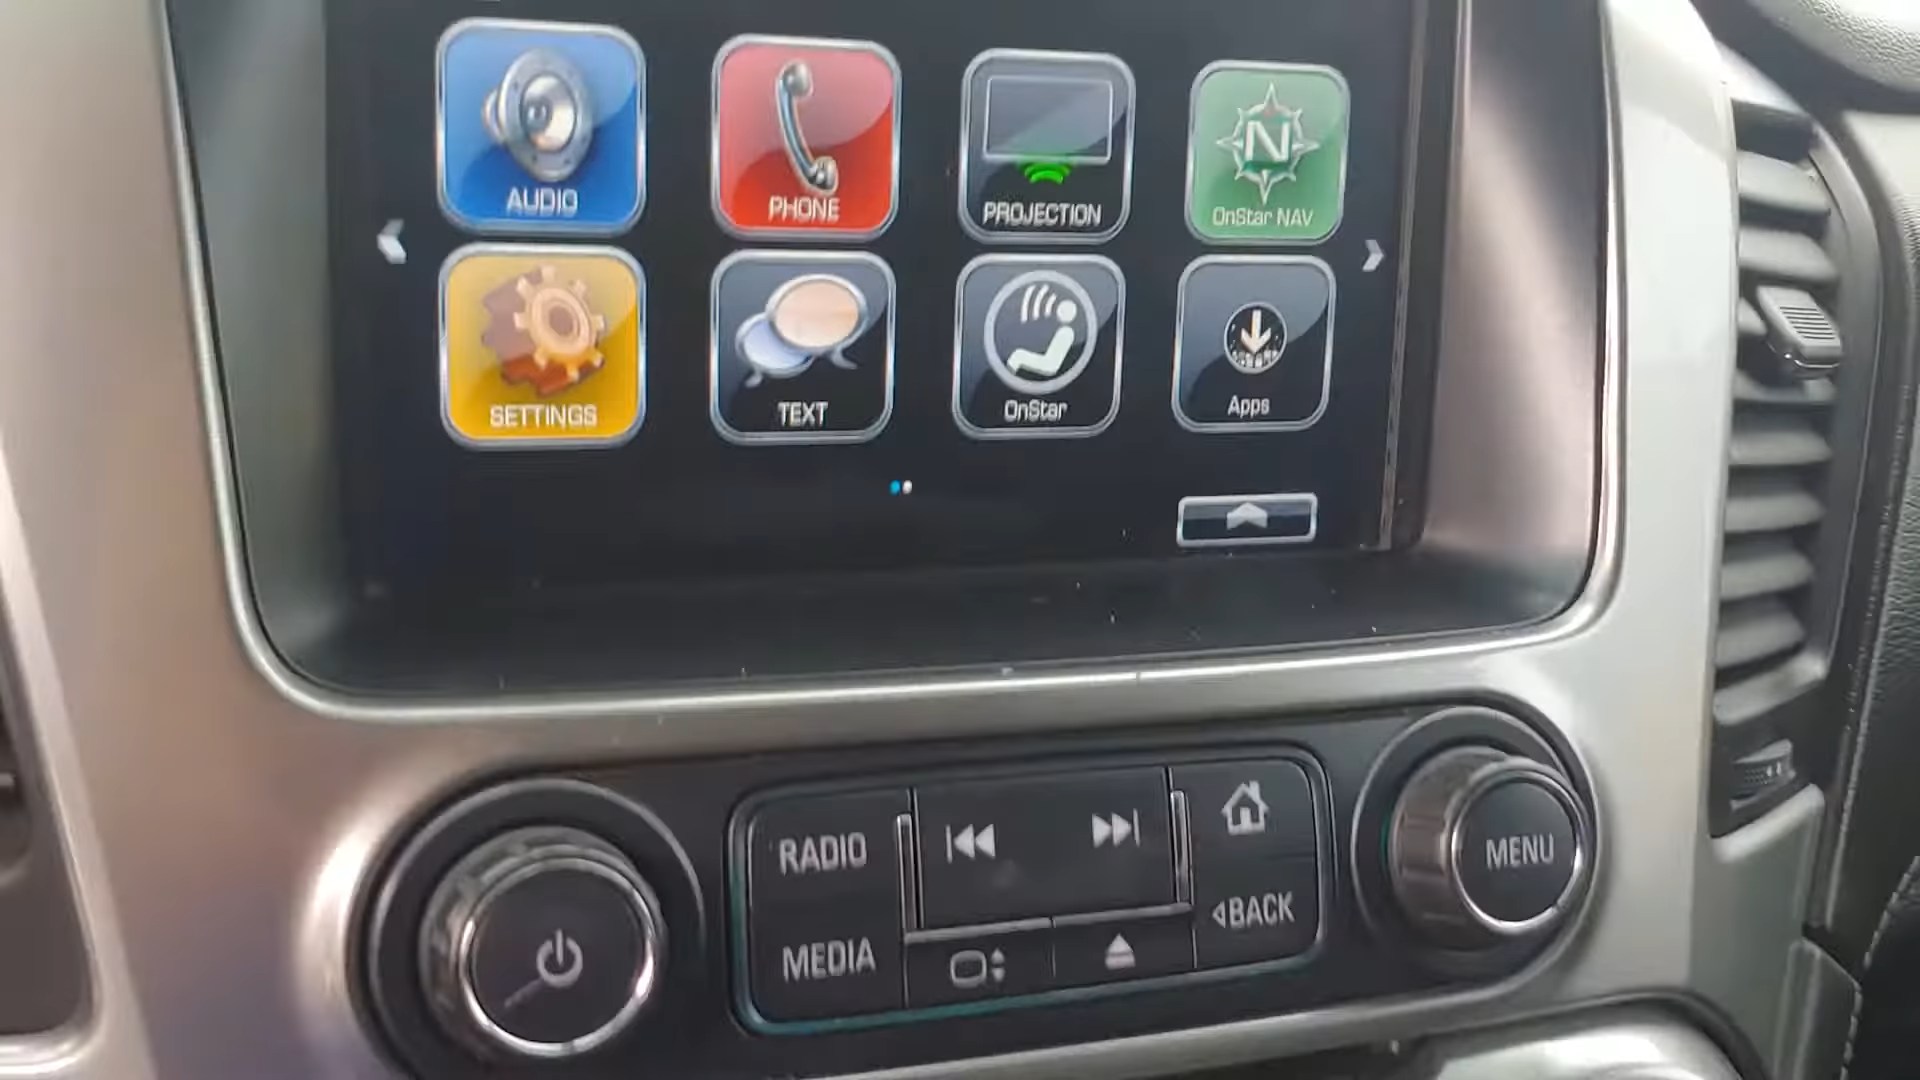 AUDIO
PHONE
PROJECTION
N
OnStar NAV
SETTINGS
TEXT
OnStar
Apps
RADIO
MEDIA
BACK
MENU